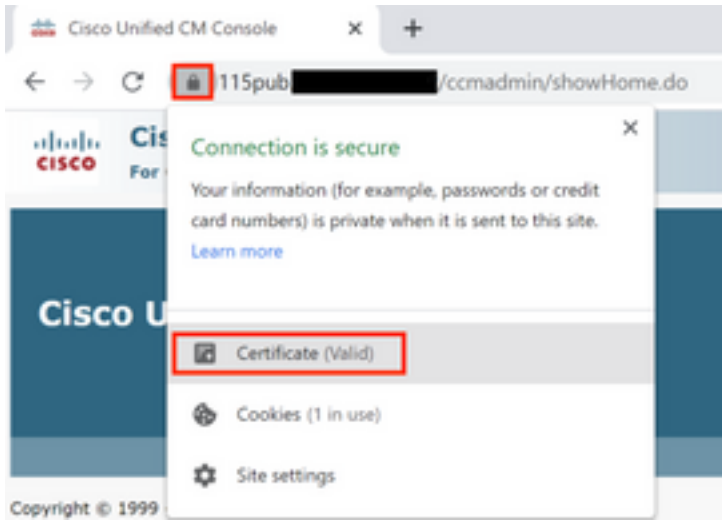 Cisco Unified CM Console
115pub /ccmadmin/showHome.do
CISCO
Cis
For
Connection is secure
Your information (for example, passwords or credit
card numbers) is private when it is sent to this site.
Learn more
Cisco U
Certificate (Valid)
Cookies (1 in use)
Site settings
Copyright © 1999